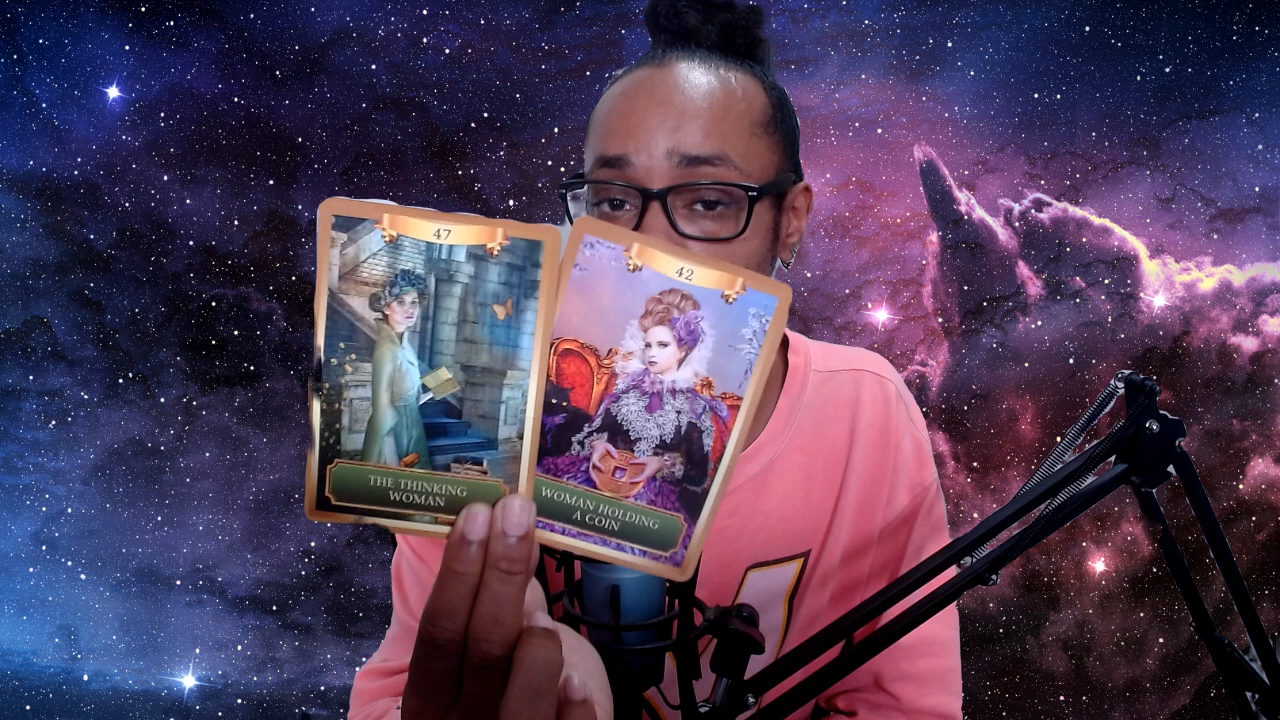 47
THE THINKING
WOMAN
42
WOMAN HOLDING
A COIN